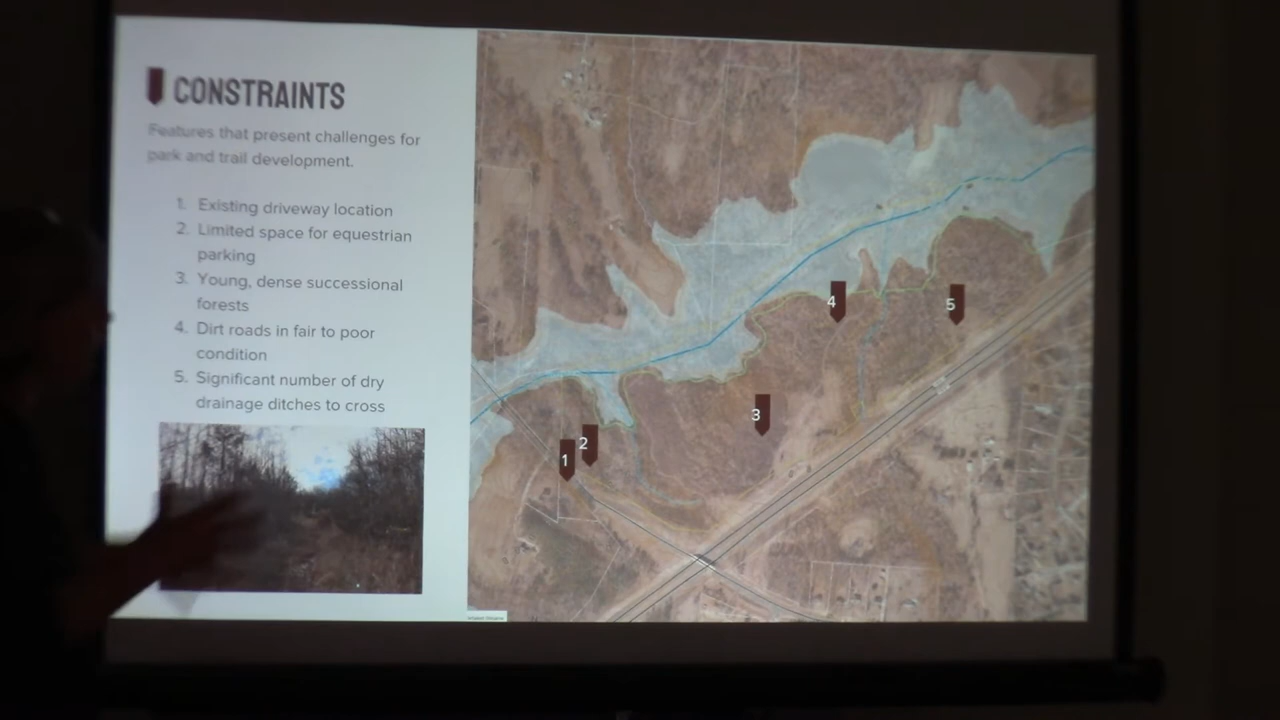 CONSTRAINTS
Features that present challenges for
park and trail development.
1. Existing driveway location
2. Limited space for equestrian
parking
3. Young, dense successional
forests
4. Dirt roads in fair to poor
condition
5. Significant number of dry
drainage ditches to cross
4
5
3
2
1